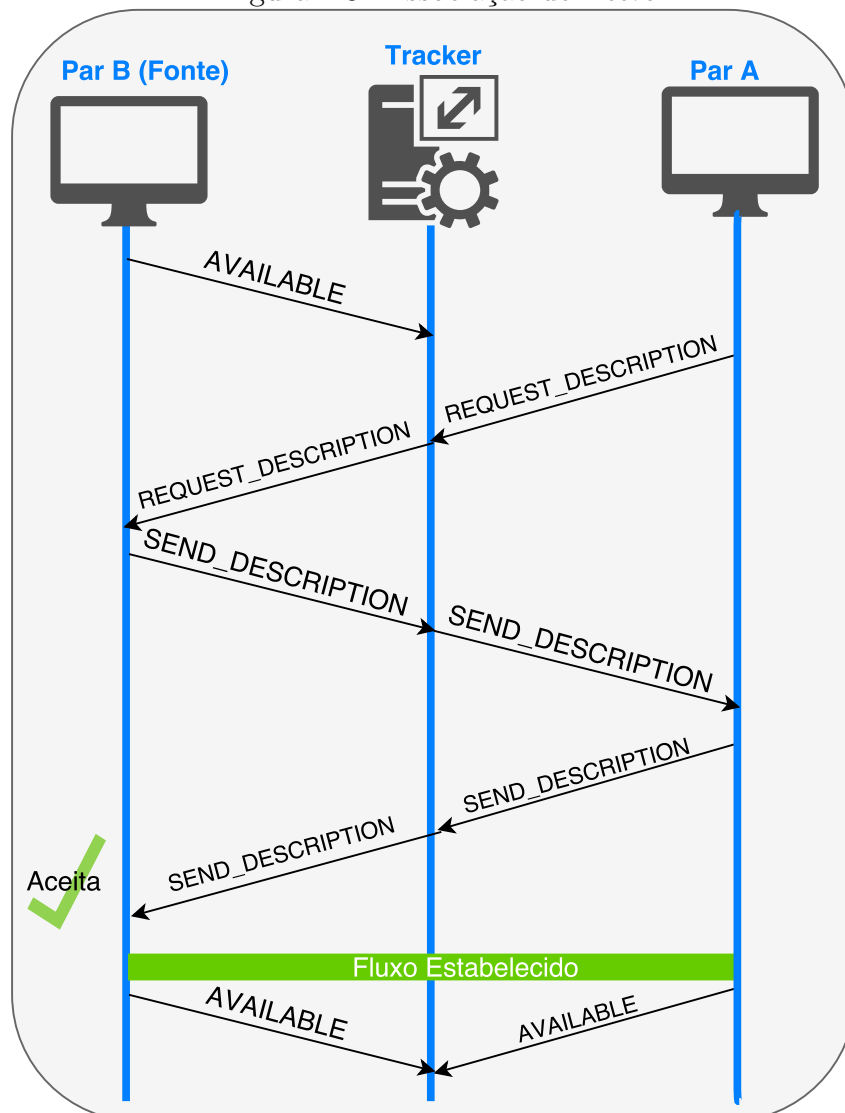 Par B (Fonte)
Tracker
Par A
AVAILABLE
REQUEST_DESCRIPTION
REQUEST_DESCRIPTION
SEND_DESCRIPTION
SEND_DESCRIPTION
SEND_DESCRIPTION
SEND_DESCRIPTION
Aceita
Fluxo Estabelecido
AVAILABLE
AVAILABLE